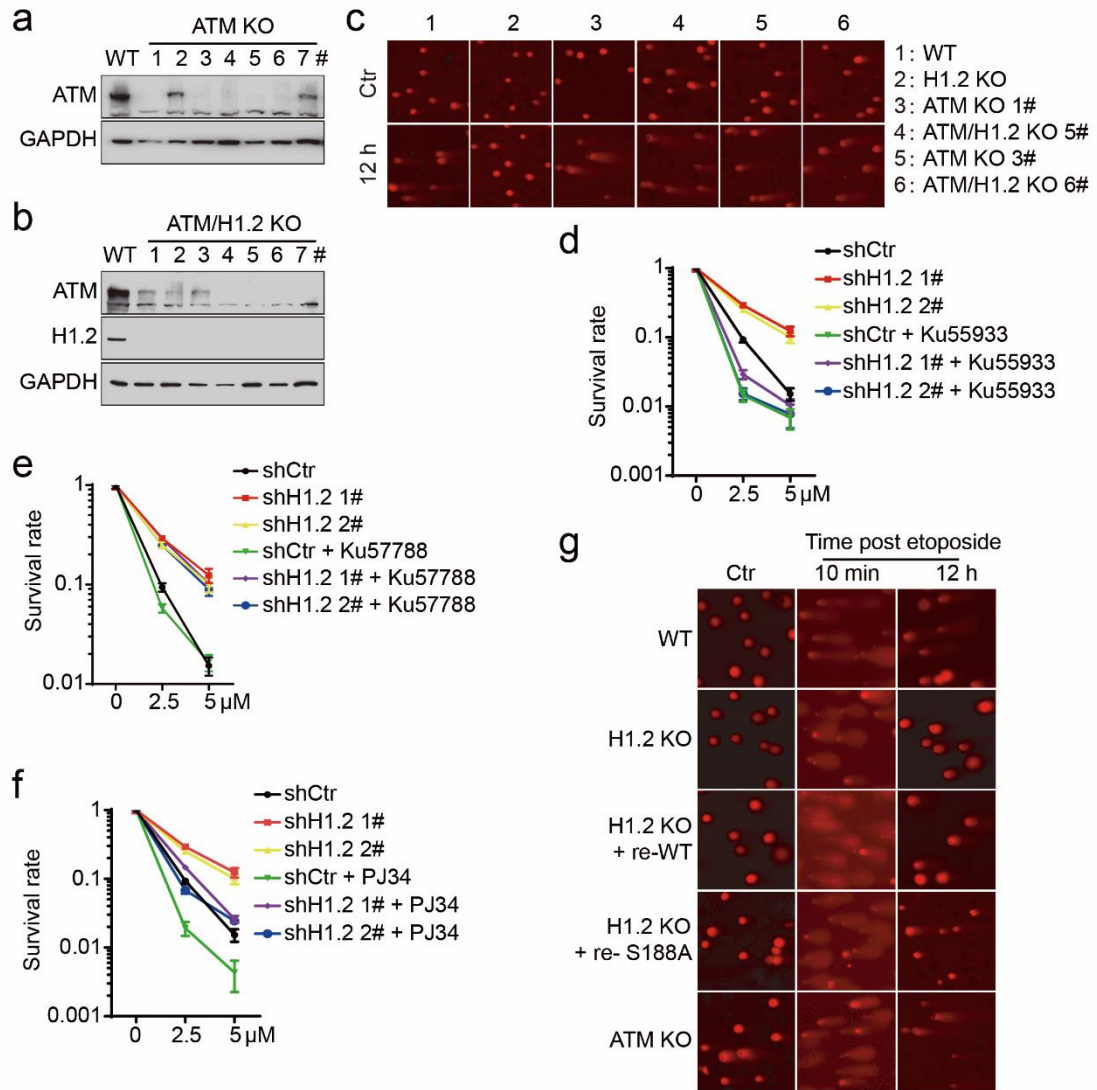 a
ATM KO
WT 1 2 3 4 5 6 7 #
ATM
GAPDH
b
ATM/H1.2 KO
WT 1 2 3 4 5 6 7 #
ATM
H1.2
GAPDH
c
1 2 3 4 5 6
Ctr
12 h
1 : WT
2 : H1.2 KO
3 : ATM KO 1#
4 : ATM/H1.2 KO 5#
5 : ATM KO 3#
6 : ATM/H1.2 KO 6#
d
Survival rate
1
0.1
0.01
0.001
0 2.5 5 μM
shCtr
shH1.2 1#
shH1.2 2#
shCtr + Ku55933
shH1.2 1# + Ku55933
shH1.2 2# + Ku55933
e
Survival rate
1
0.1
0.01
0 2.5 5 μM
shCtr
shH1.2 1#
shH1.2 2#
shCtr + Ku57788
shH1.2 1# + Ku57788
shH1.2 2# + Ku57788
f
Survival rate
1
0.1
0.01
0.001
0 2.5 5 μM
shCtr
shH1.2 1#
shH1.2 2#
shCtr + PJ34
shH1.2 1# + PJ34
shH1.2 2# + PJ34
g
Time post etoposide
Ctr 10 min 12 h
WT
H1.2 KO
H1.2 KO
+ re-WT
H1.2 KO
+ re- S188A
ATM KO